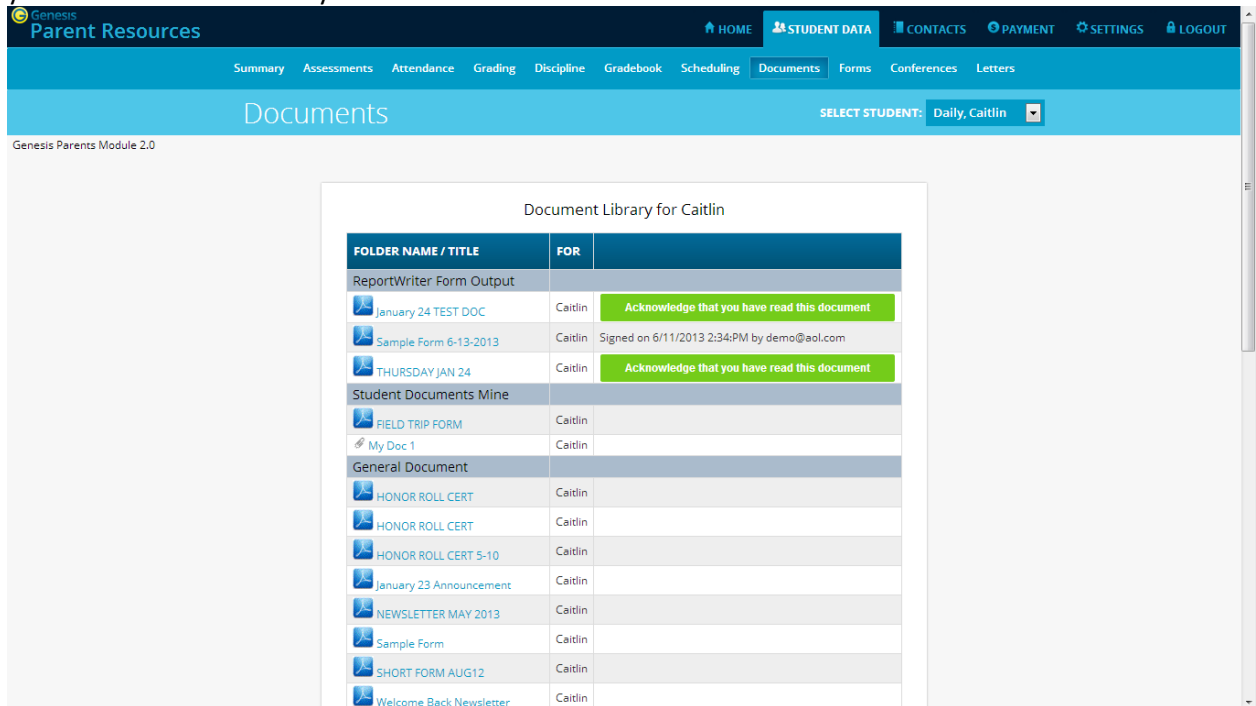 Genesis
Parent Resources
HOME STUDENT DATA CONTACTS PAYMENT SETTINGS LOGOUT
Summary Assessments Attendance Grading Discipline Gradebook Scheduling Documents Forms Conferences Letters
Documents
SELECT STUDENT: Daily, Caitlin
Genesis Parents Module 2.0
Document Library for Caitlin
FOLDER NAME / TITLE FOR
ReportWriter Form Output
January 24 TEST DOC Caitlin Acknowledge that you have read this document
Sample Form 6-13-2013 Caitlin Signed on 6/11/2013 2:34:PM by demo@aol.com
THURSDAY JAN 24 Caitlin Acknowledge that you have read this document
Student Documents Mine
FIELD TRIP FORM Caitlin
My Doc 1 Caitlin
General Document
HONOR ROLL CERT Caitlin
HONOR ROLL CERT Caitlin
HONOR ROLL CERT 5-10 Caitlin
January 23 Announcement Caitlin
NEWSLETTER MAY 2013 Caitlin
Sample Form Caitlin
SHORT FORM AUG12 Caitlin
Welcome Back Newsletter Caitlin